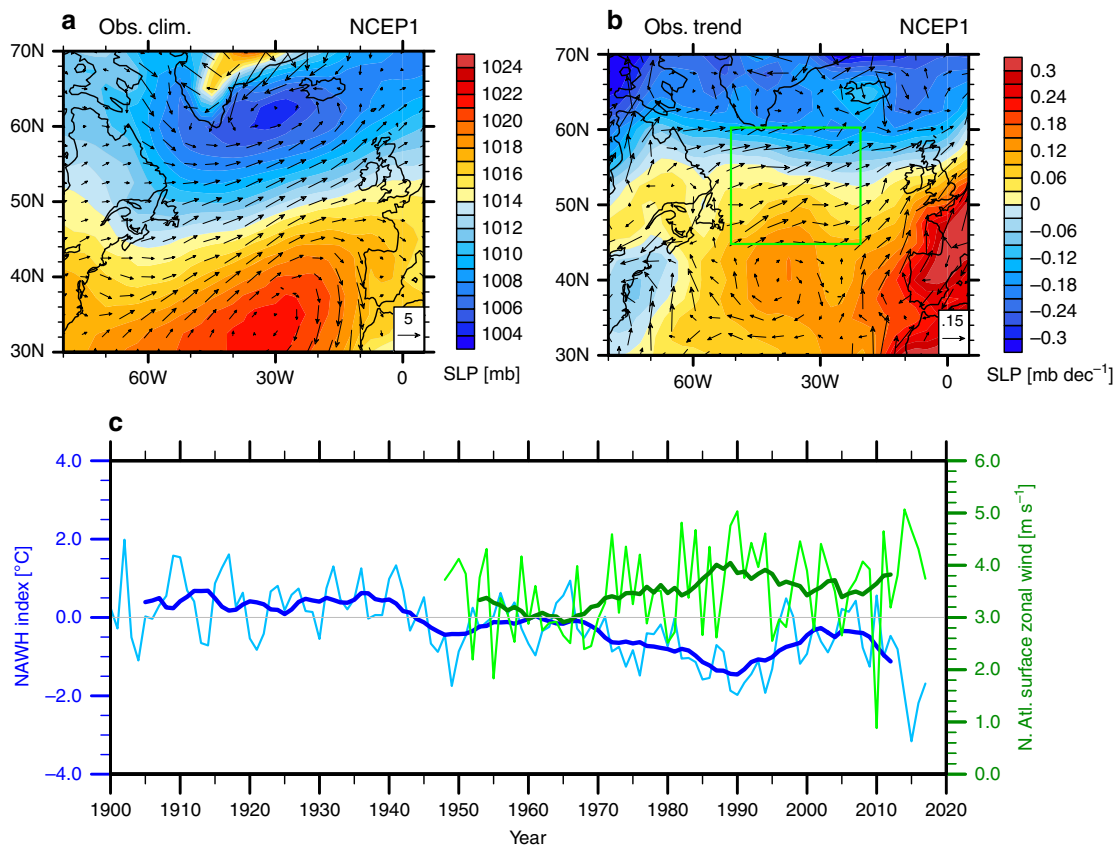 a Obs. clim. NCEP1
70N
60N
50N
40N
30N
60W 30W 0
5
1024
1022
1020
1018
1016
1014
1012
1010
1008
1006
1004
SLP [mb]
b Obs. trend NCEP1
70N
60N
50N
40N
30N
60W 30W 0
.15
0.3
0.24
0.18
0.12
0.06
0
−0.06
−0.12
−0.18
−0.24
−0.3
SLP [mb dec−1]
c
NAWH index [°C]
4.0
2.0
0.0
−2.0
−4.0
6.0
5.0
4.0
3.0
2.0
1.0
0.0
N. Atl. surface zonal wind [m s−1]
1900 1910 1920 1930 1940 1950 1960 1970 1980 1990 2000 2010 2020
Year